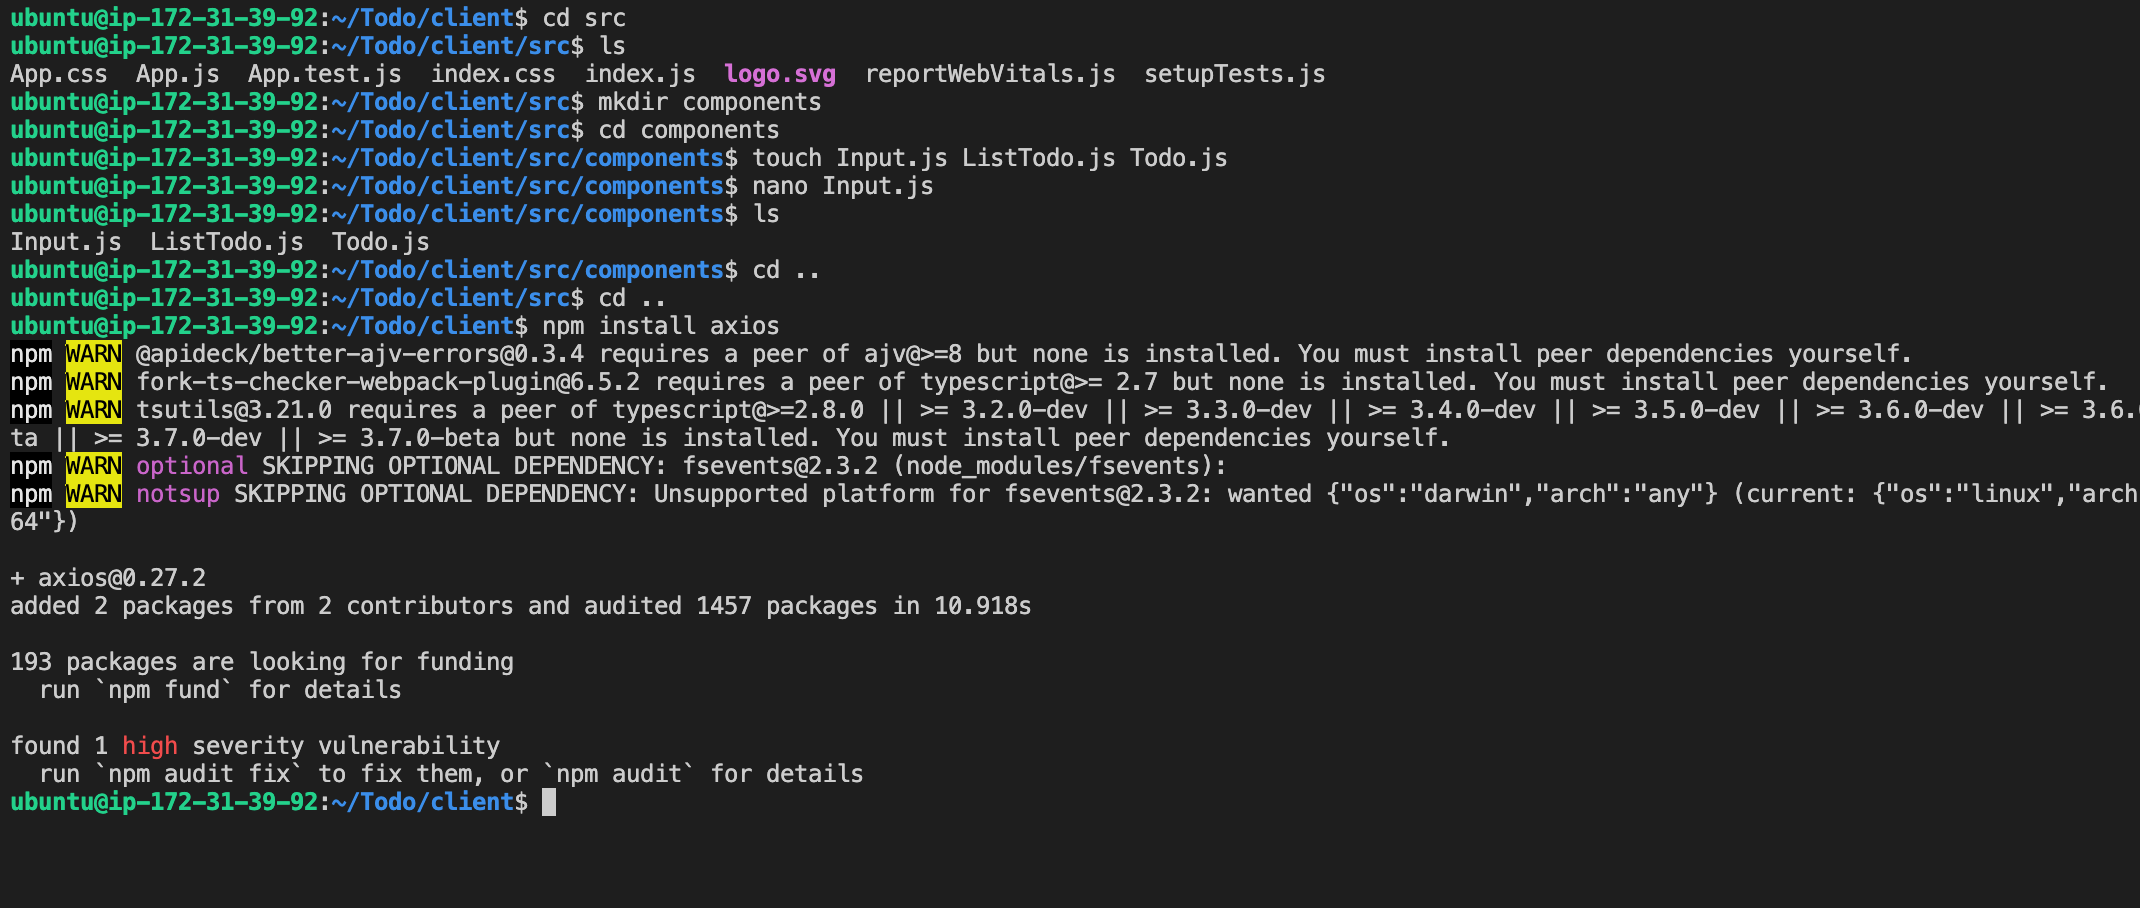 ubuntu@ip-172-31-39-92:~/Todo/client$ cd src
ubuntu@ip-172-31-39-92:~/Todo/client/src$ ls
App.css  App.js  App.test.js  index.css  index.js  logo.svg  reportWebVitals.js  setupTests.js
ubuntu@ip-172-31-39-92:~/Todo/client/src$ mkdir components
ubuntu@ip-172-31-39-92:~/Todo/client/src$ cd components
ubuntu@ip-172-31-39-92:~/Todo/client/src/components$ touch Input.js ListTodo.js Todo.js
ubuntu@ip-172-31-39-92:~/Todo/client/src/components$ nano Input.js
ubuntu@ip-172-31-39-92:~/Todo/client/src/components$ ls
Input.js  ListTodo.js  Todo.js
ubuntu@ip-172-31-39-92:~/Todo/client/src/components$ cd ..
ubuntu@ip-172-31-39-92:~/Todo/client/src$ cd ..
ubuntu@ip-172-31-39-92:~/Todo/client$ npm install axios
npm WARN @apideck/better-ajv-errors@0.3.4 requires a peer of ajv@>=8 but none is installed. You must install peer dependencies yourself.
npm WARN fork-ts-checker-webpack-plugin@6.5.2 requires a peer of typescript@>= 2.7 but none is installed. You must install peer dependencies yourself.
npm WARN tsutils@3.21.0 requires a peer of typescript@>=2.8.0 || >= 3.2.0-dev || >= 3.3.0-dev || >= 3.4.0-dev || >= 3.5.0-dev || >= 3.6.0-dev || >= 3.6.
ta || >= 3.7.0-dev || >= 3.7.0-beta but none is installed. You must install peer dependencies yourself.
npm WARN optional SKIPPING OPTIONAL DEPENDENCY: fsevents@2.3.2 (node_modules/fsevents):
npm WARN notsup SKIPPING OPTIONAL DEPENDENCY: Unsupported platform for fsevents@2.3.2: wanted {"os":"darwin","arch":"any"} (current: {"os":"linux","arch
64"})
+ axios@0.27.2
added 2 packages from 2 contributors and audited 1457 packages in 10.918s
193 packages are looking for funding
  run `npm fund` for details
found 1 high severity vulnerability
  run `npm audit fix` to fix them, or `npm audit` for details
ubuntu@ip-172-31-39-92:~/Todo/client$